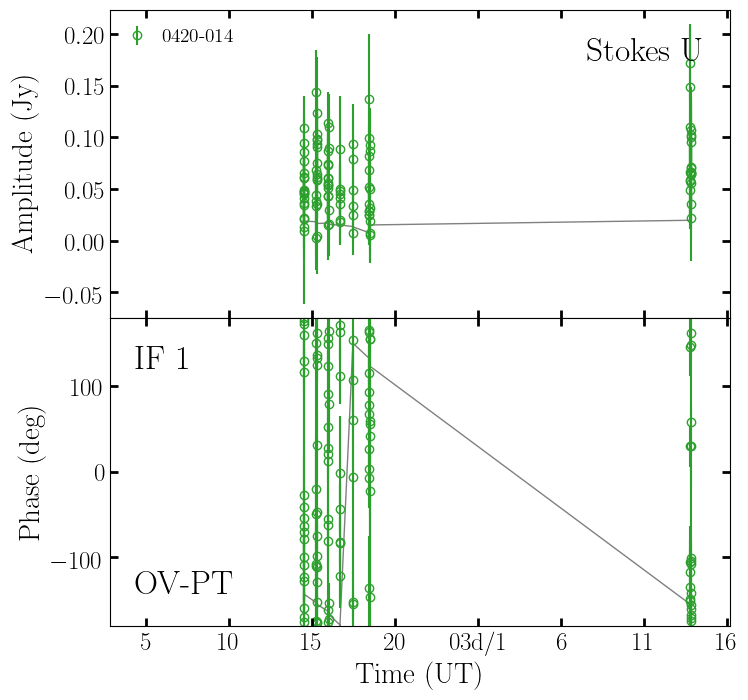 0420-014
Stokes U
Amplitude (Jy)
0.20
0.15
0.10
0.05
0.00
−0.05
IF 1
OV-PT
Phase (deg)
100
0
−100
5 10 15 20 03d/1 6 11 16
Time (UT)